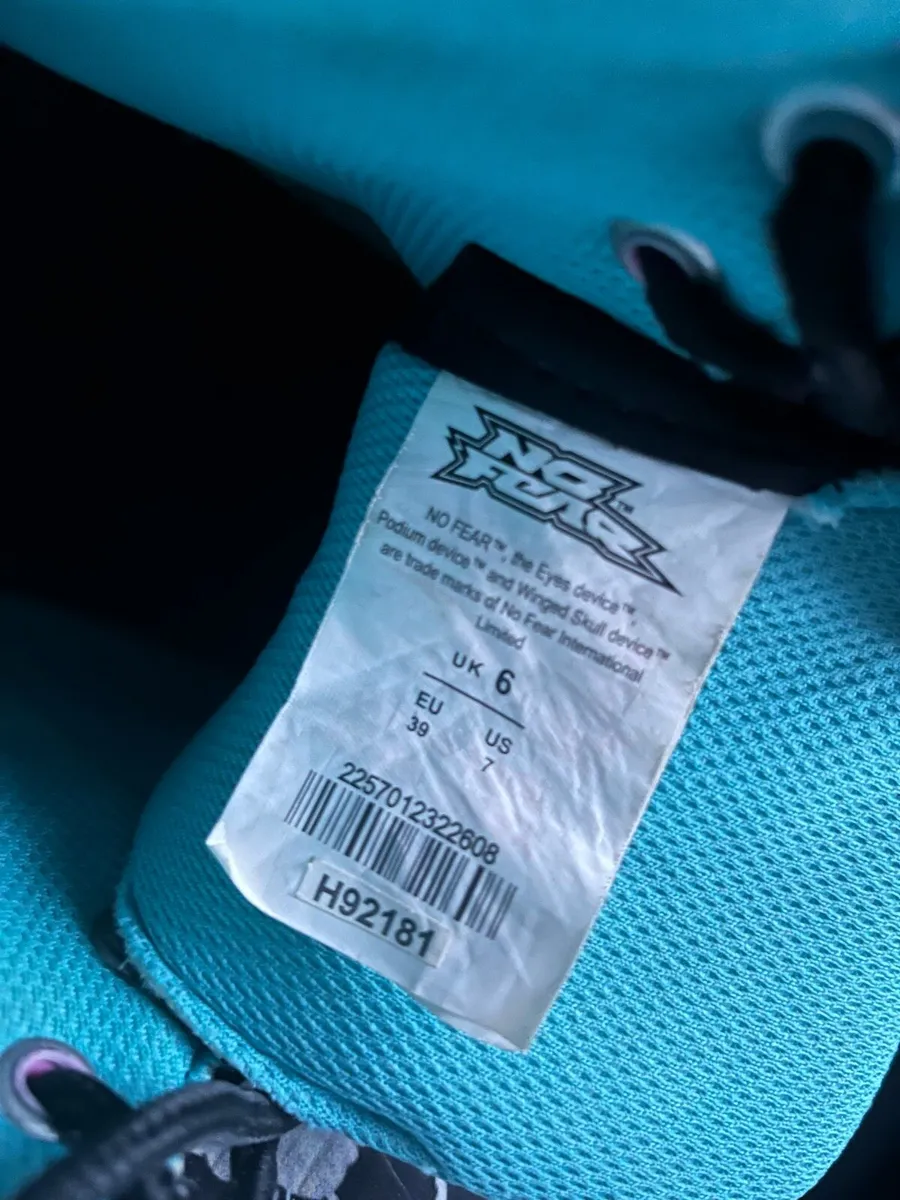 NO
FEAR™
NO FEAR™, the Eyes device™,
Podium device™ and Winged Skull device™
are trade marks of No Fear International
Limited
UK 6
EU US
39 7
2257012322608
H92181